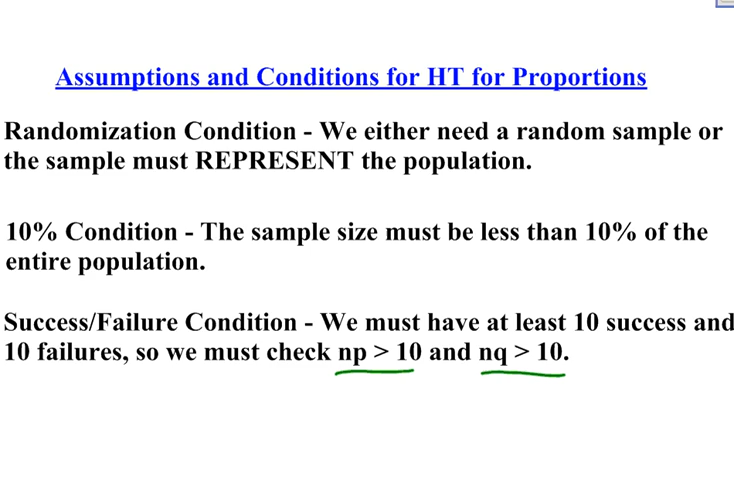 Assumptions and Conditions for HT for Proportions
Randomization Condition - We either need a random sample or
the sample must REPRESENT the population.
10% Condition - The sample size must be less than 10% of the
entire population.
Success/Failure Condition - We must have at least 10 success and
10 failures, so we must check np > 10 and nq > 10.